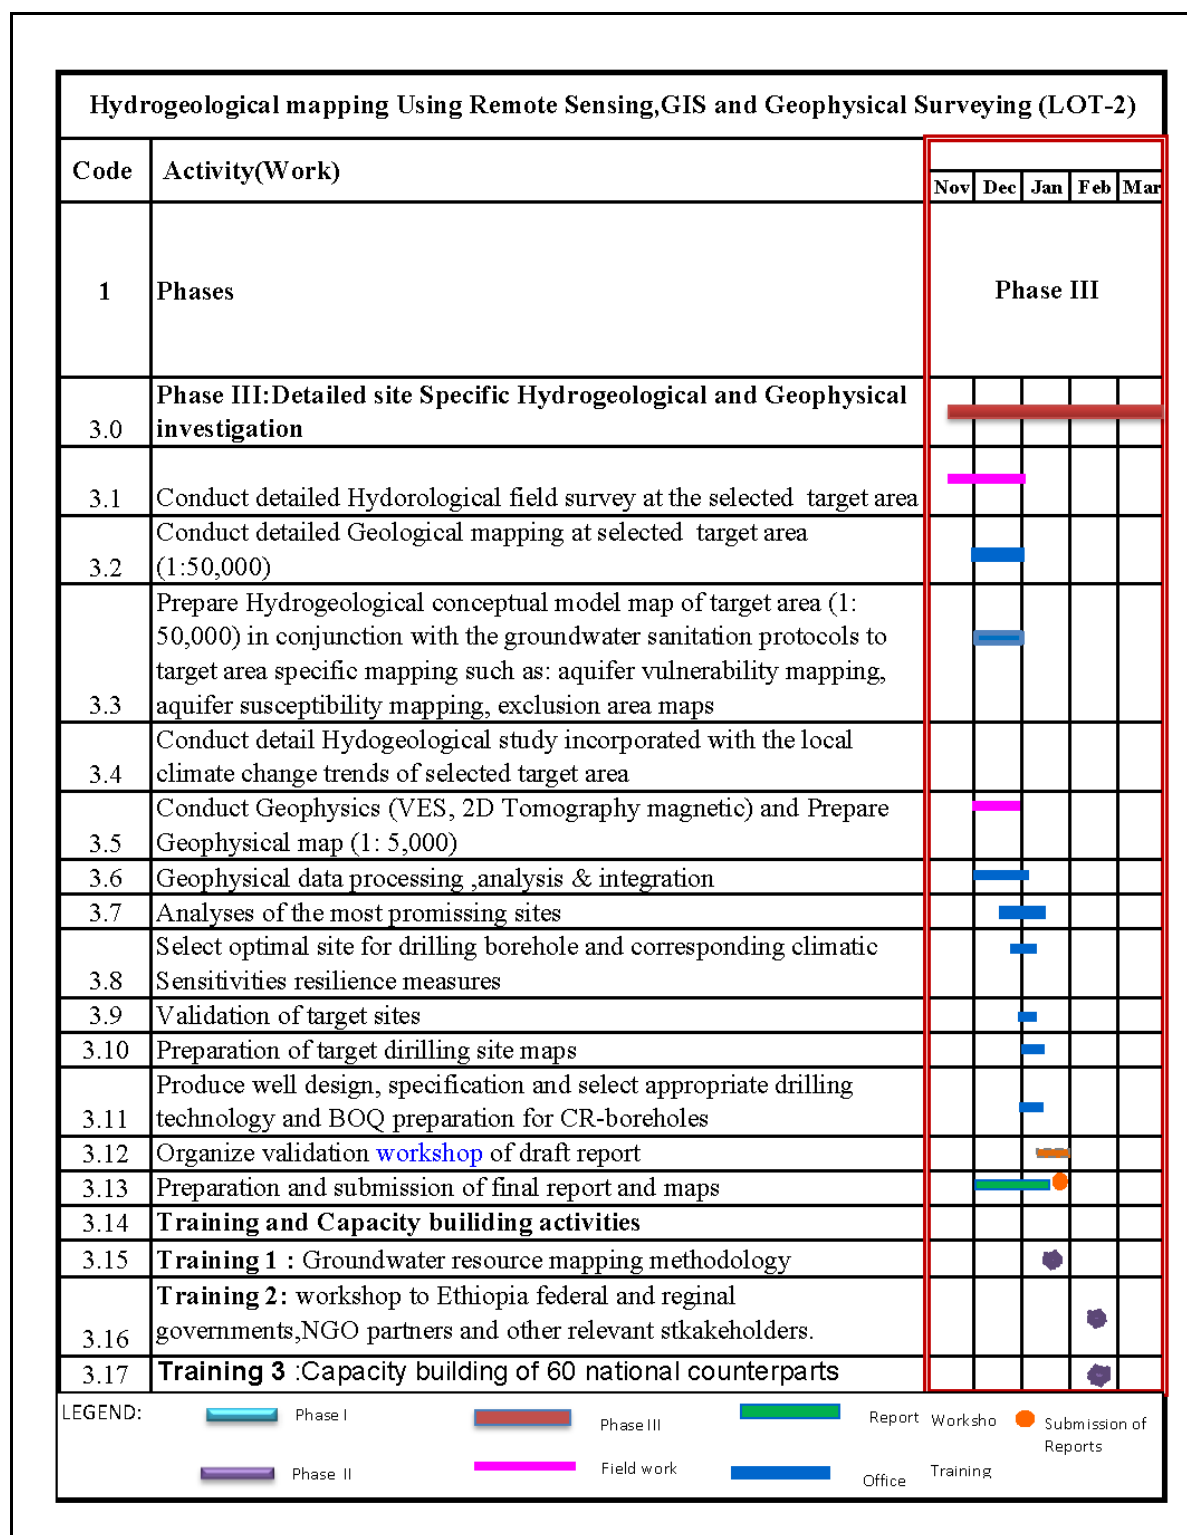 Hydrogeological mapping Using Remote Sensing,GIS and Geophysical Surveying (LOT-2)
Code Activity(Work)
Nov Dec Jan Feb Mar
1 Phases Phase III
Phase III:Detailed site Specific Hydrogeological and Geophysical
3.0 investigation
3.1 Conduct detailed Hydorological field survey at the selected target area
Conduct detailed Geological mapping at selected target area
3.2 (1:50,000)
Prepare Hydrogeological conceptual model map of target area (1:
50,000) in conjunction with the groundwater sanitation protocols to
target area specific mapping such as: aquifer vulnerability mapping,
3.3 aquifer susceptibility mapping, exclusion area maps
Conduct detail Hydogeological study incorporated with the local
3.4 climate change trends of selected target area
Conduct Geophysics (VES, 2D Tomography magnetic) and Prepare
3.5 Geophysical map (1: 5,000)
3.6 Geophysical data processing ,analysis & integration
3.7 Analyses of the most promissing sites
Select optimal site for drilling borehole and corresponding climatic
3.8 Sensitivities resilience measures
3.9 Validation of target sites
3.10 Preparation of target dirilling site maps
Produce well design, specification and select appropriate drilling
3.11 technology and BOQ preparation for CR-boreholes
3.12 Organize validation workshop of draft report
3.13 Preparation and submission of final report and maps
3.14 Training and Capacity builiding activities
3.15 Training 1 : Groundwater resource mapping methodology
Training 2: workshop to Ethiopia federal and reginal
3.16 governments,NGO partners and other relevant stkakeholders.
3.17 Training 3 :Capacity building of 60 national counterparts
LEGEND: Phase I Phase III Report Worksho Submission of
Reports
Phase II Field work Office Training